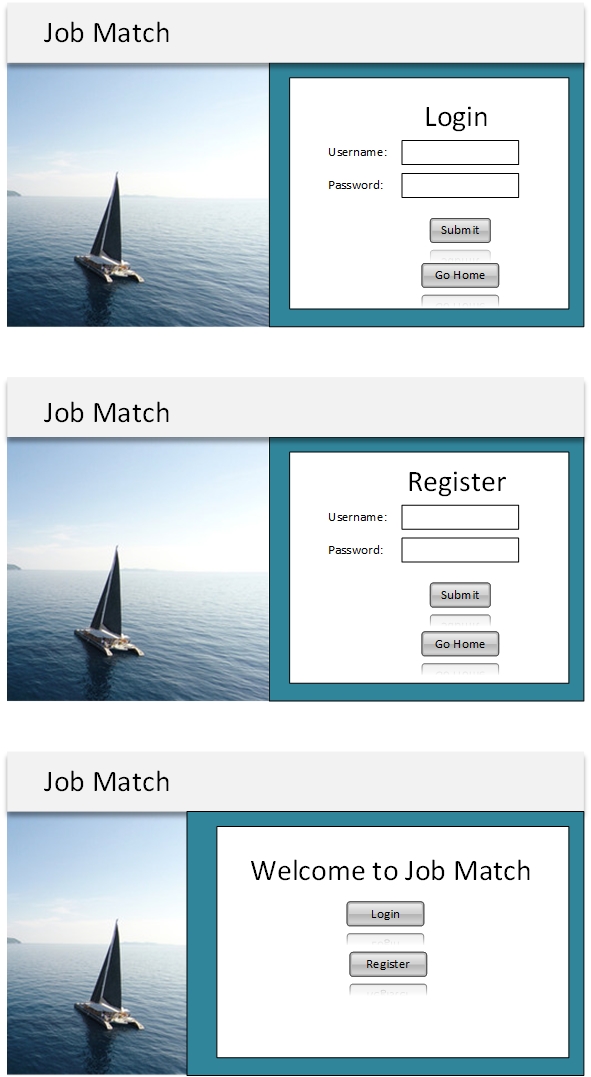 Job Match
Login
Username:
Password:
Submit
Go Home
Job Match
Register
Username:
Password:
Submit
Go Home
Job Match
Welcome to Job Match
Login
Register